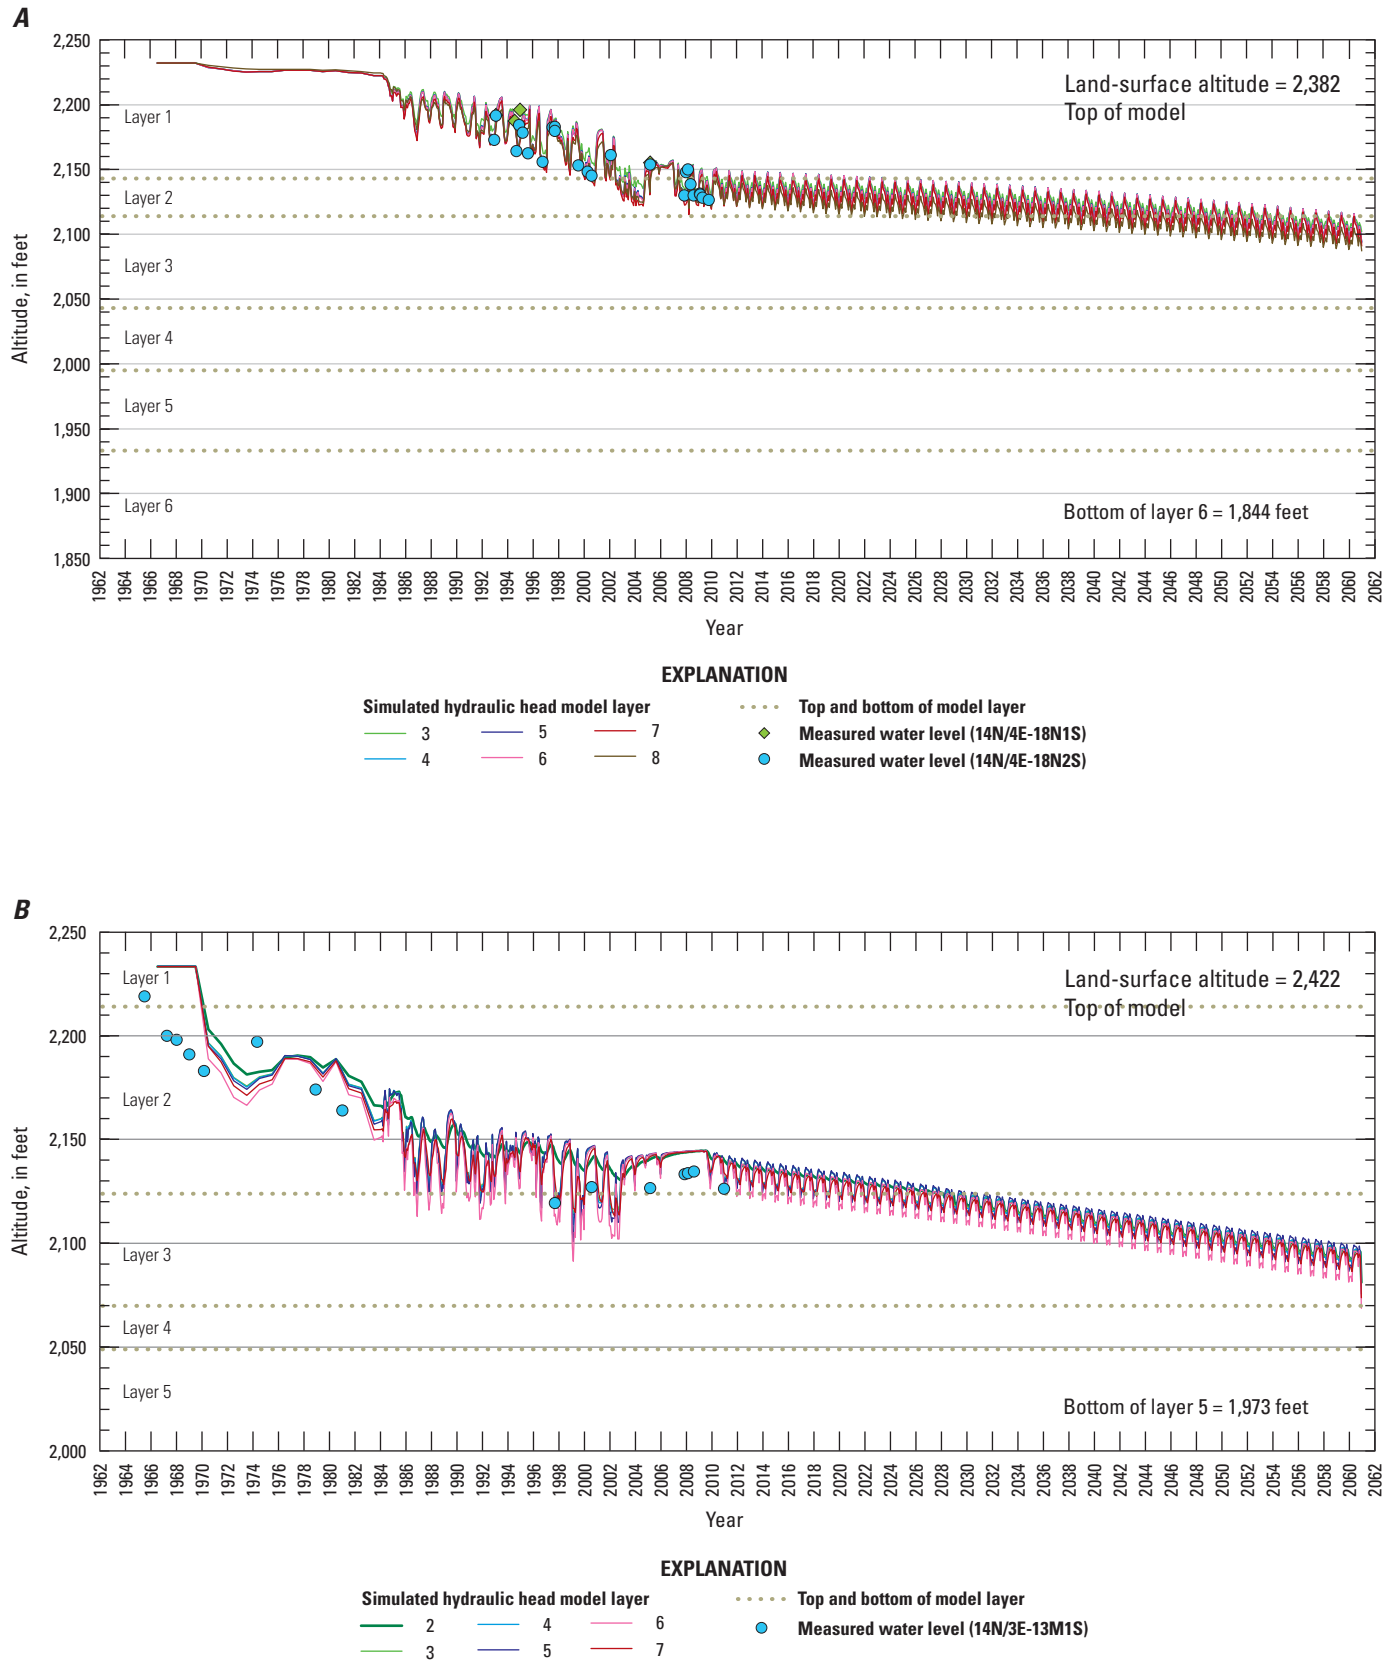 A
2,250
2,200
2,150
2,100
2,050
2,000
1,950
1,900
1,850
Altitude, in feet
Layer 1
Layer 2
Layer 3
Layer 4
Layer 5
Layer 6
Land-surface altitude = 2,382
Top of model
Bottom of layer 6 = 1,844 feet
1962 1964 1966 1968 1970 1972 1974 1976 1978 1980 1982 1984 1986 1988 1990 1992 1994 1996 1998 2000 2002 2004 2006 2008 2010 2012 2014 2016 2018 2020 2022 2024 2026 2028 2030 2032 2034 2036 2038 2040 2042 2044 2046 2048 2050 2052 2054 2056 2058 2060 2062
Year
EXPLANATION
Simulated hydraulic head model layer
3 5 7
4 6 8
Top and bottom of model layer
Measured water level (14N/4E-18N1S)
Measured water level (14N/4E-18N2S)
B
2,250
2,200
2,150
2,100
2,050
2,000
Altitude, in feet
Layer 1
Layer 2
Layer 3
Layer 4
Layer 5
Land-surface altitude = 2,422
Top of model
Bottom of layer 5 = 1,973 feet
1962 1964 1966 1968 1970 1972 1974 1976 1978 1980 1982 1984 1986 1988 1990 1992 1994 1996 1998 2000 2002 2004 2006 2008 2010 2012 2014 2016 2018 2020 2022 2024 2026 2028 2030 2032 2034 2036 2038 2040 2042 2044 2046 2048 2050 2052 2054 2056 2058 2060 2062
Year
EXPLANATION
Simulated hydraulic head model layer
2 4 6
3 5 7
Top and bottom of model layer
Measured water level (14N/3E-13M1S)